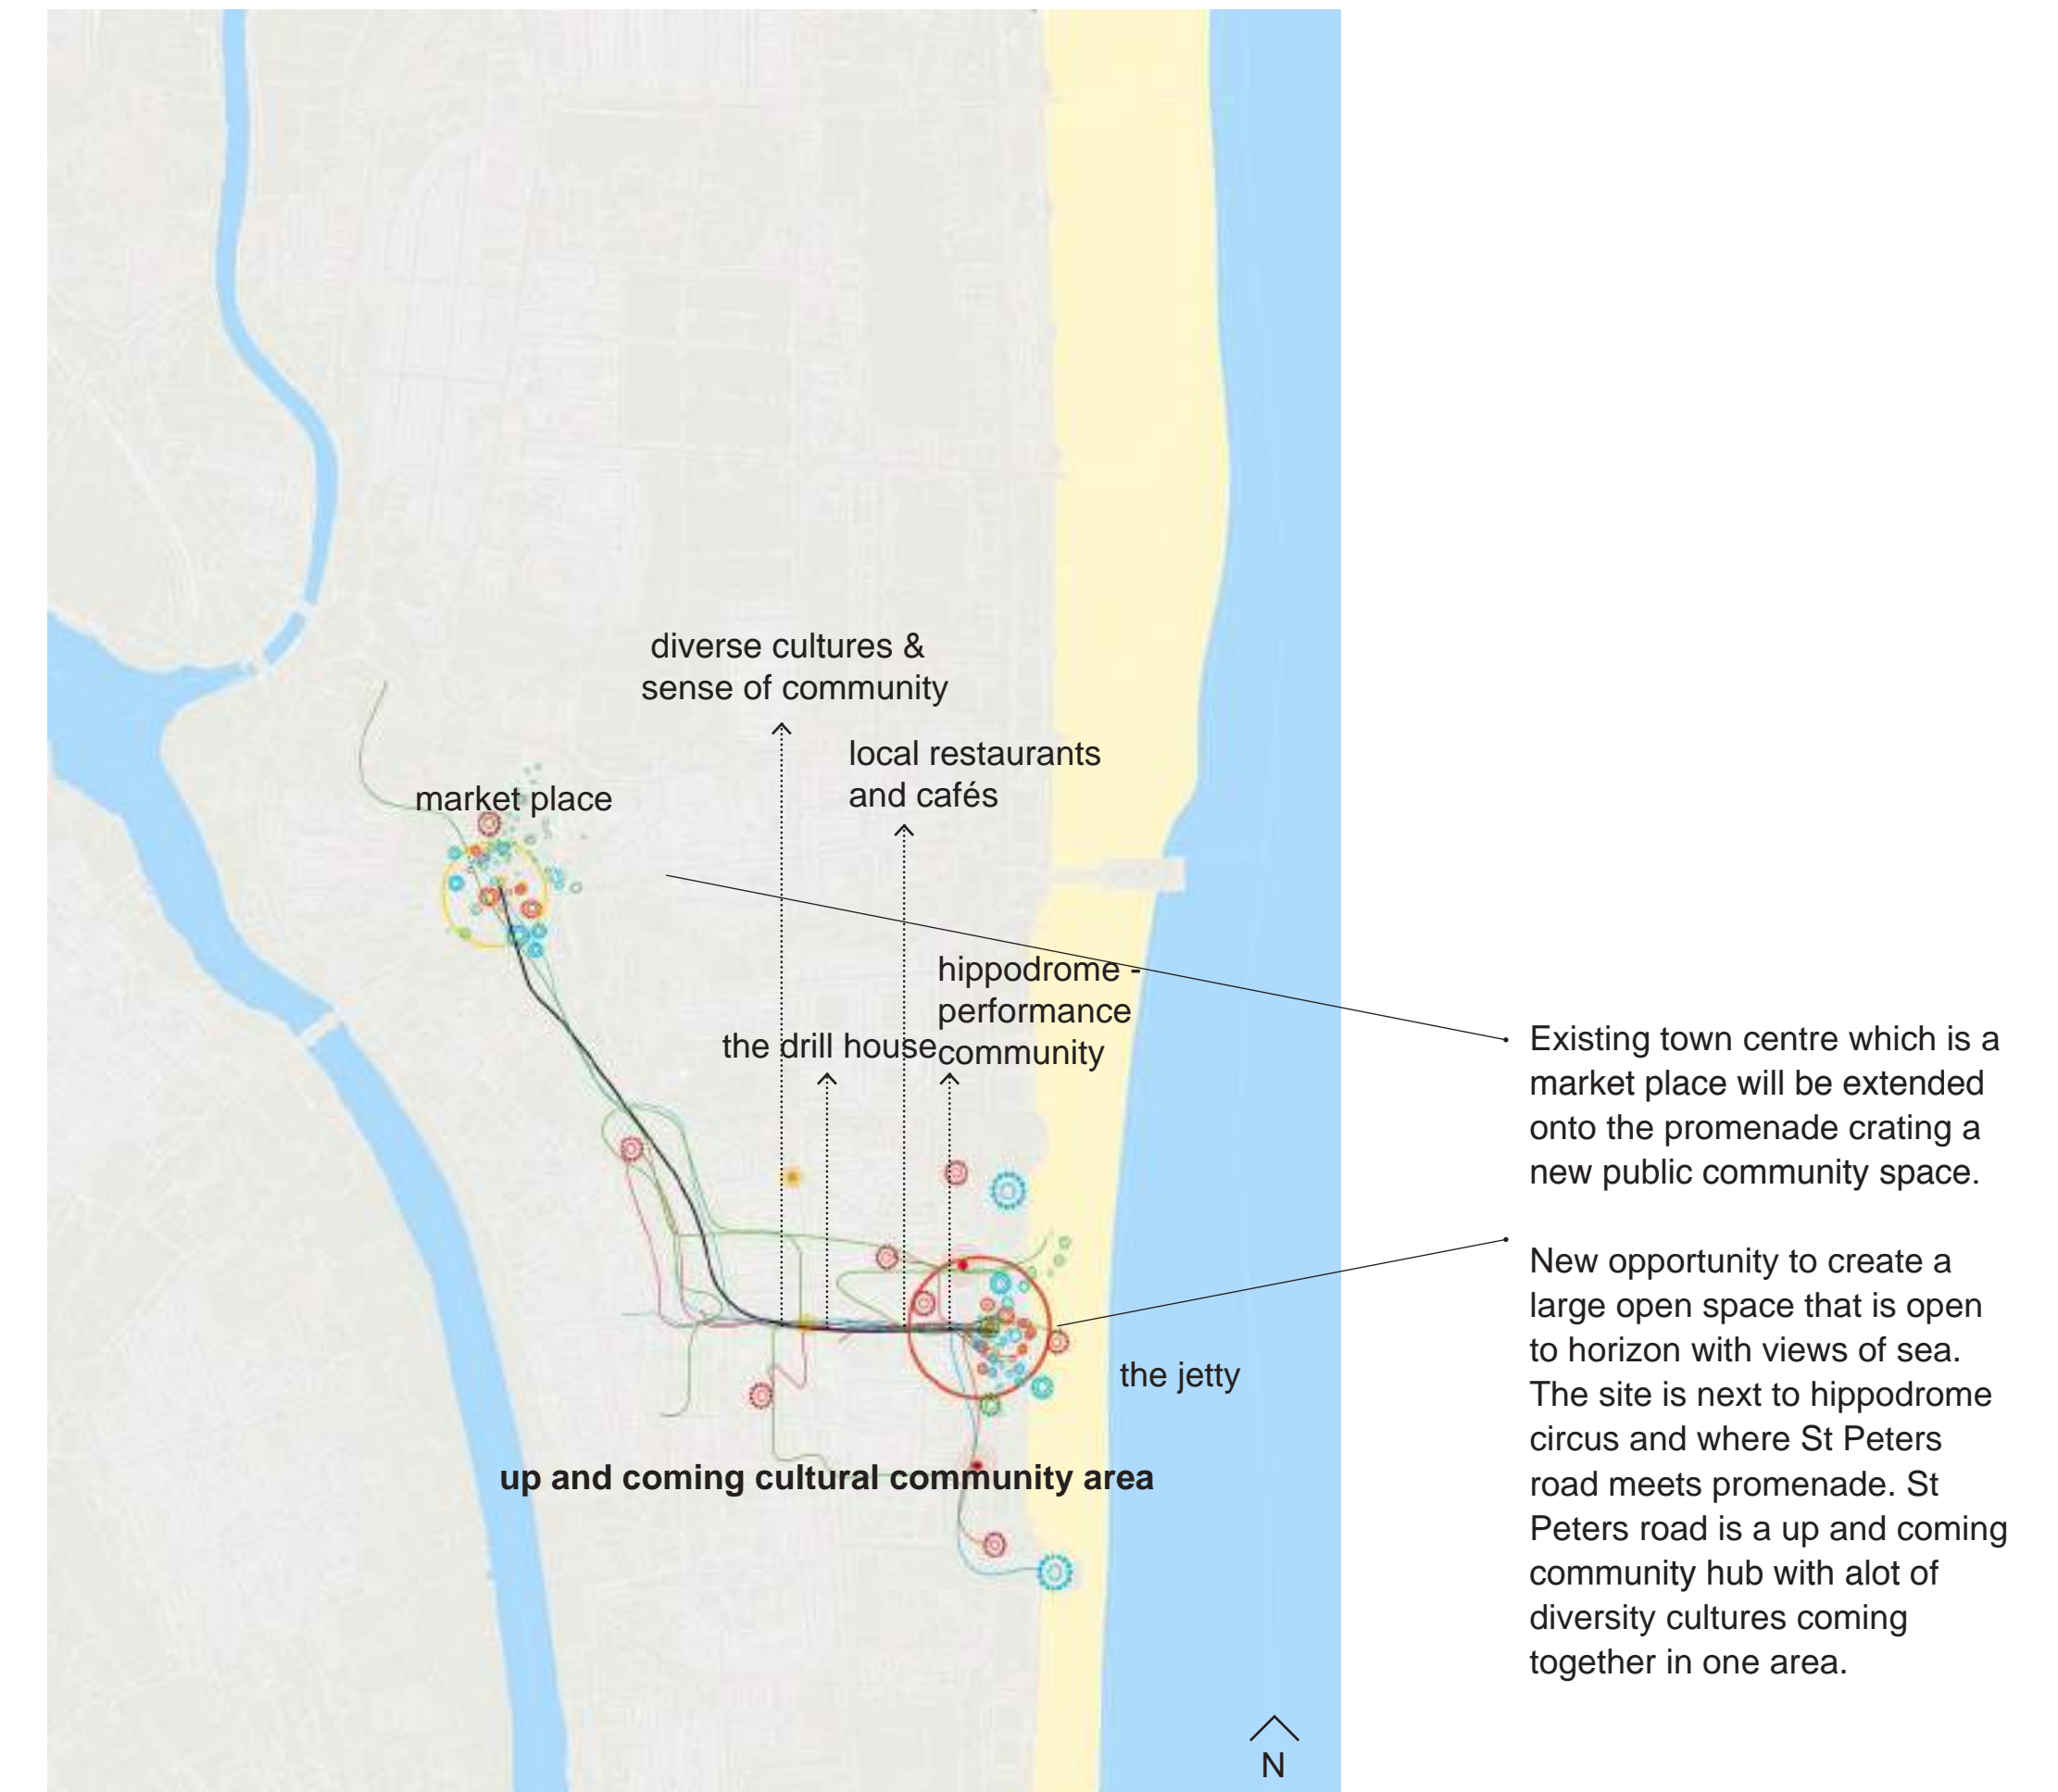 diverse cultures &
sense of community
local restaurants
and cafés
market place
hippodrome -
performance
community
the drill house
the jetty
up and coming cultural community area
N
Existing town centre which is a
market place will be extended
onto the promenade crating a
new public community space.
New opportunity to create a
large open space that is open
to horizon with views of sea.
The site is next to hippodrome
circus and where St Peters
road meets promenade. St
Peters road is a up and coming
community hub with alot of
diversity cultures coming
together in one area.